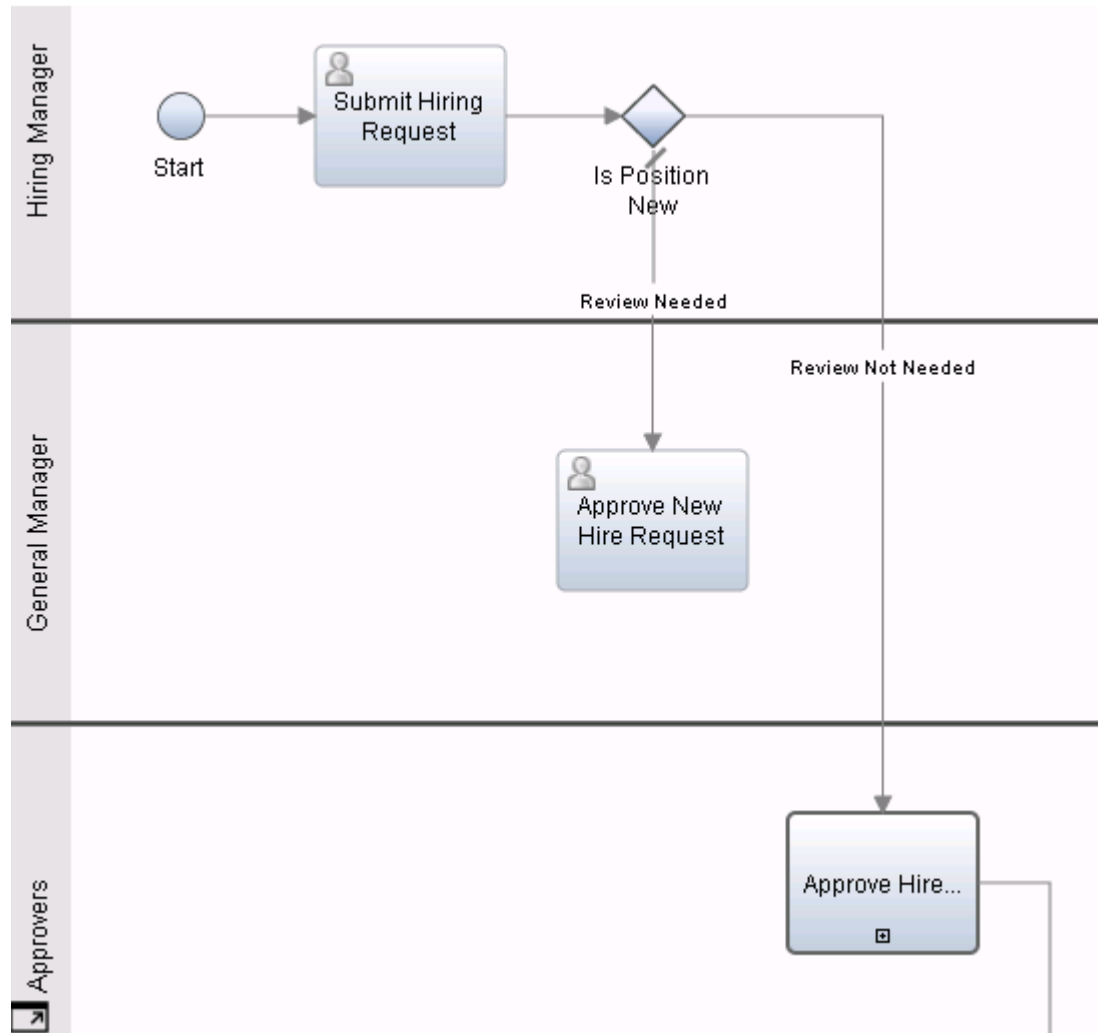 Hiring Manager
Submit Hiring
Request
Start
Is Position
New
Review Needed
General Manager
Review Not Needed
Approve New
Hire Request
Approvers
Approve Hire...